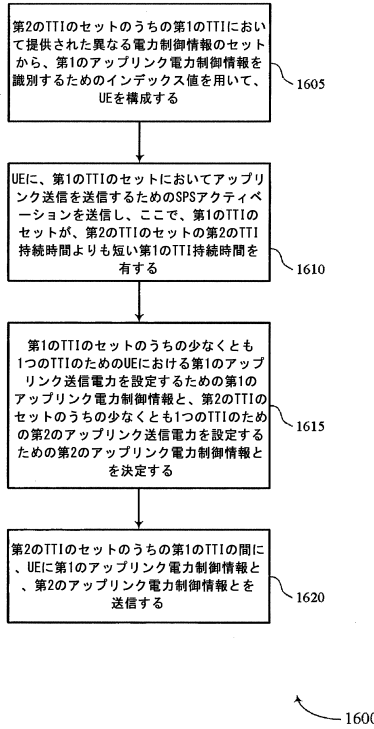 第2のTTIのセットのうちの第1のTTIにおい
て提供された異なる電力制御情報のセット
から、第1のアップリンク電力制御情報を
識別するためのインデックス値を用いて、
UEを構成する
1605
UEに、第1のTTIのセットにおいてアップリ
ンク送信を送信するためのSPSアクティベ
ーションを送信し、ここで、第1のTTIの
セットが、第2のTTIのセットの第2のTTI
持続時間よりも短い第1のTTI持続時間を
有する
1610
第1のTTIのセットのうちの少なくとも
1つのTTIのためのUEにおける第1のアップ
リンク送信電力を設定するための第1の
アップリンク電力制御情報と、第2のTTIの
セットのうちの少なくとも1つのTTIのため
の第2のアップリンク送信電力を設定する
ための第2のアップリンク電力制御情報と
を決定する
1615
第2のTTIのセットのうちの第1のTTIの間に
、UEに第1のアップリンク電力制御情報と
、第2のアップリンク電力制御情報とを
送信する
1620
1600